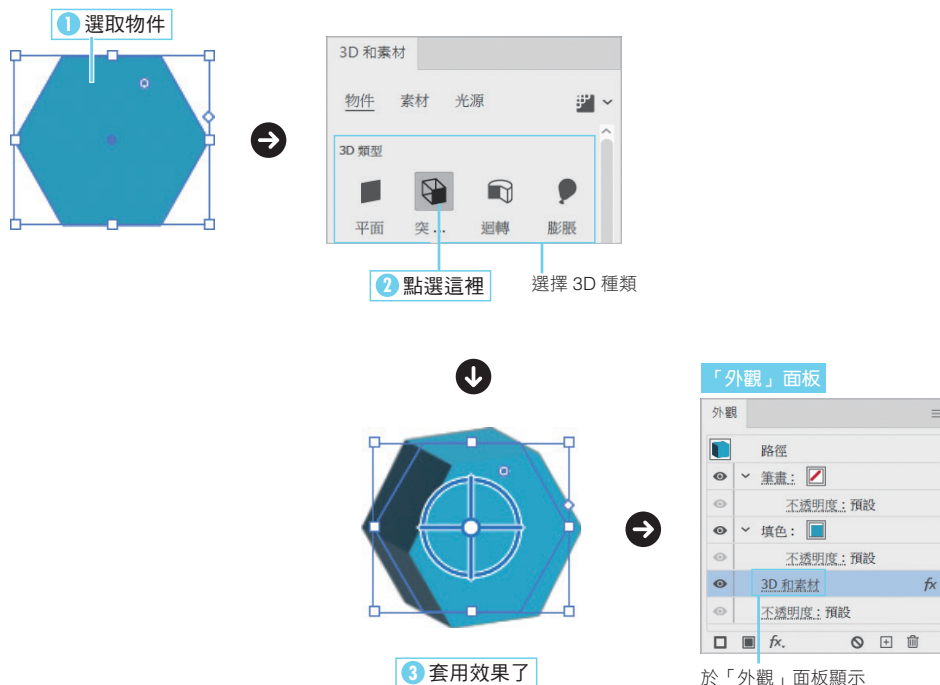 1 選取物件
3D 和素材
物件 素材 光源
3D 類型
平面 突... 迴轉 膨脹
2 點選這裡
選擇 3D 種類
3 套用效果了
「外觀」面板
外觀
路徑
筆畫：
不透明度：預設
填色：
不透明度：預設
3D 和素材 fx
不透明度：預設
fx.
於「外觀」面板顯示